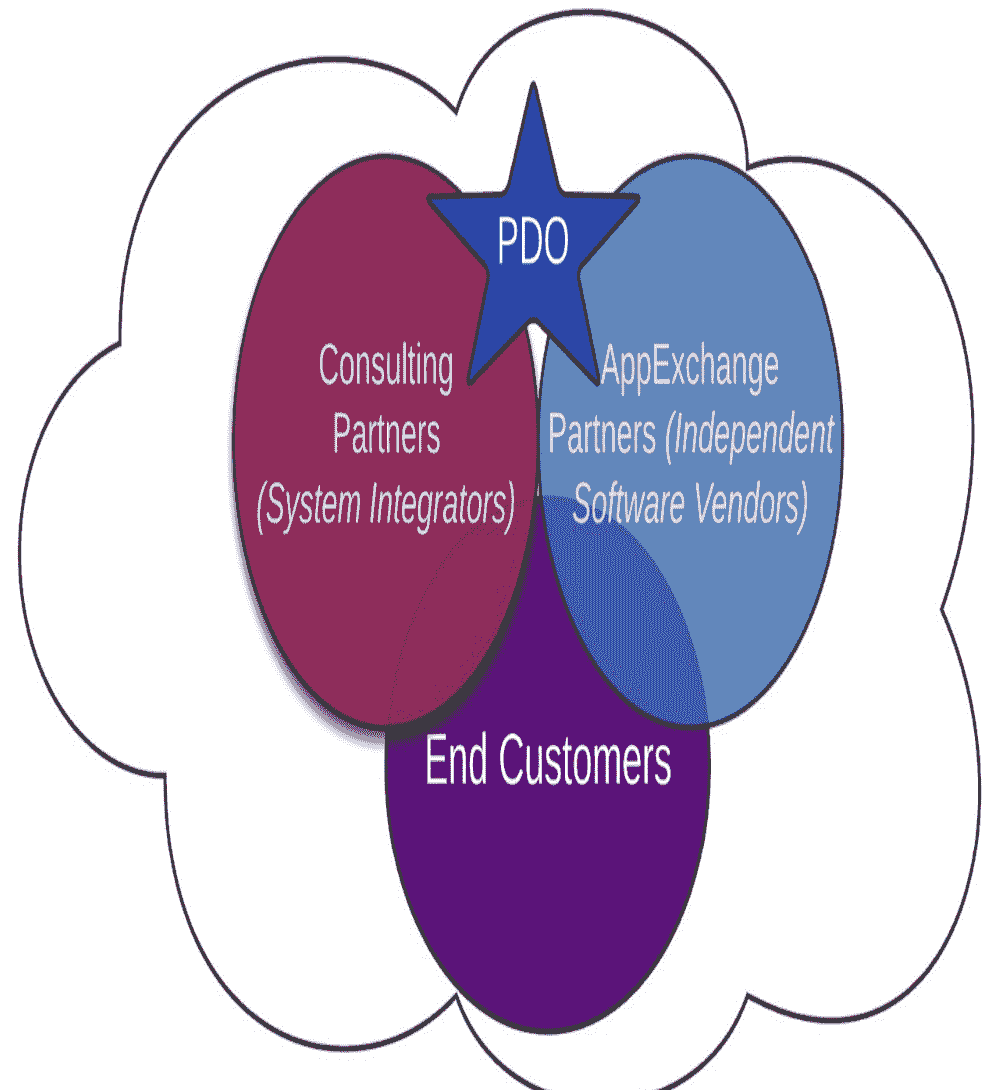 PDO
Consulting
Partners
(System Integrators)
AppExchange
Partners (Independent
Software Vendors)
End Customers